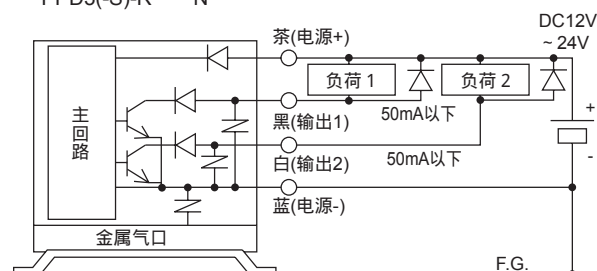 DC12V
~ 24V
茶(电源+)
负荷 1
负荷 2
主回路
黑(输出1)
50mA以下
+
白(输出2)
50mA以下
-
蓝(电源-)
金属气口
F.G.